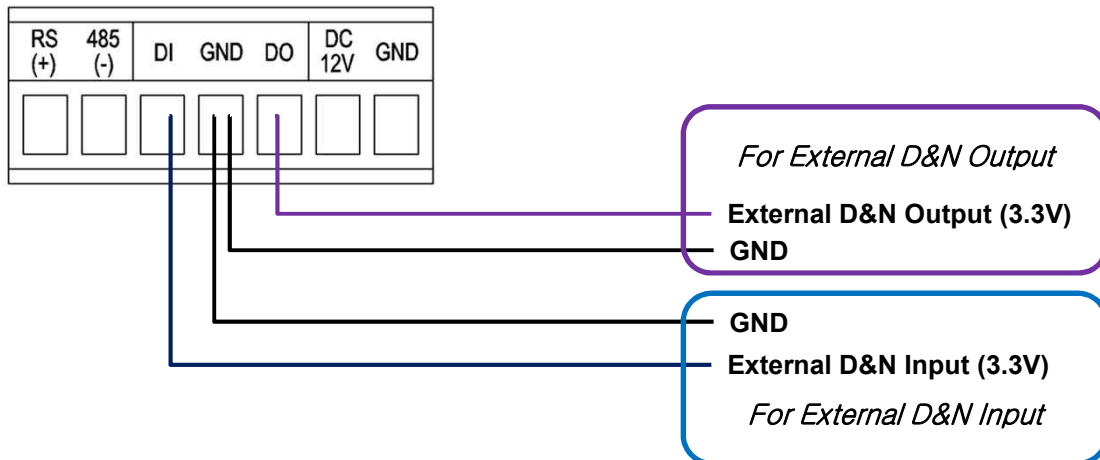 RS (+) 485 (-) DI GND DO DC 12V GND
For External D&N Output
External D&N Output (3.3V)
GND
GND
External D&N Input (3.3V)
For External D&N Input